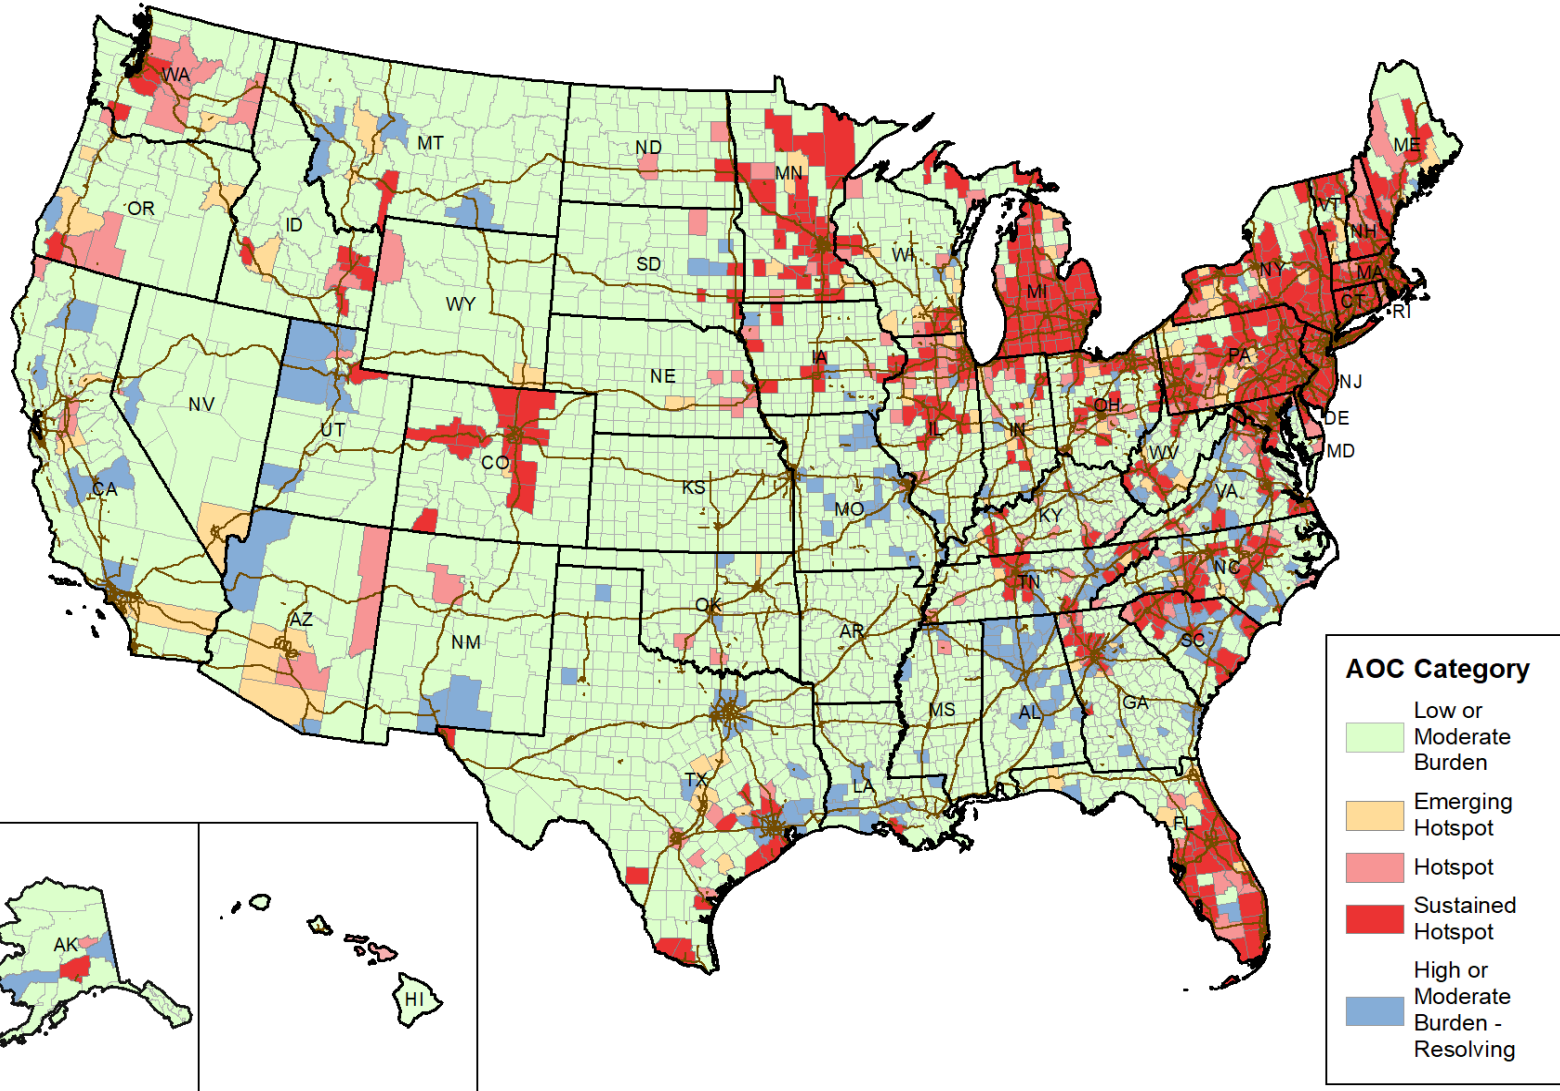 WA
MT
ND
MN
ME
OR
ID
SD
WI
VT
NH
NY
MA
MI
CT
RI
WY
IA
PA
NE
NJ
NV
UT
CO
IL
IN
OH
DE
MD
WV
CA
KS
MO
VA
KY
AZ
NM
OK
AR
TN
NC
SC
MS
AL
GA
TX
LA
FL
AK
HI
AOC Category
Low or
Moderate
Burden
Emerging
Hotspot
Hotspot
Sustained
Hotspot
High or
Moderate
Burden -
Resolving